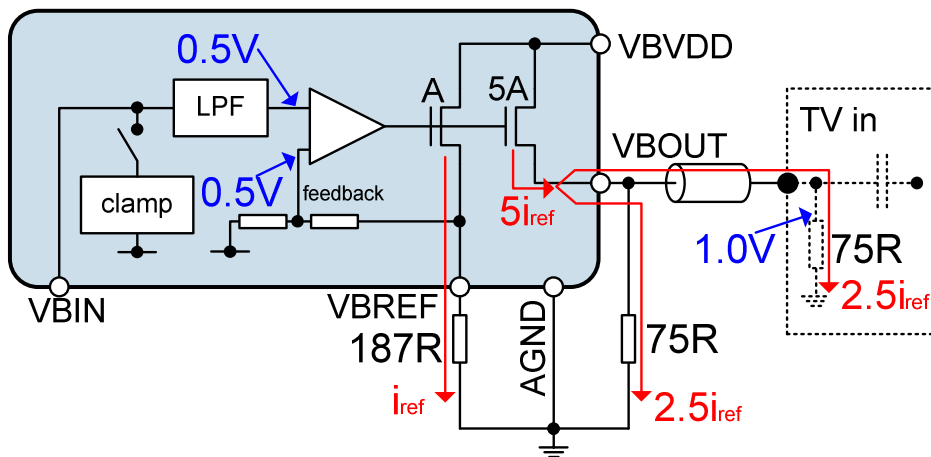 0.5V
VBVDD
LPF
A
5A
TV in
VBOUT
clamp
0.5V
feedback
5iref
1.0V
75R
2.5iref
VBIN
VBREF
187R
AGND
75R
iref
2.5iref